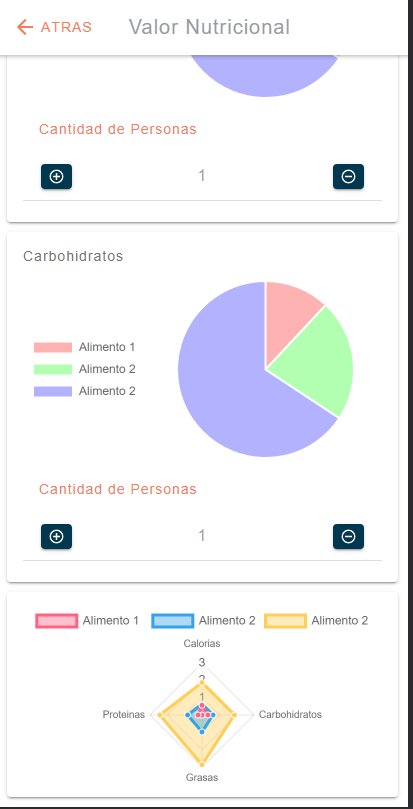 ATRAS Valor Nutricional
Cantidad de Personas
1
Carbohidratos
Alimento 1
Alimento 2
Alimento 2
Cantidad de Personas
1
Alimento 1 Alimento 2 Alimento 2
Calorias
3
2
1
Proteinas Carbohidratos
Grasas